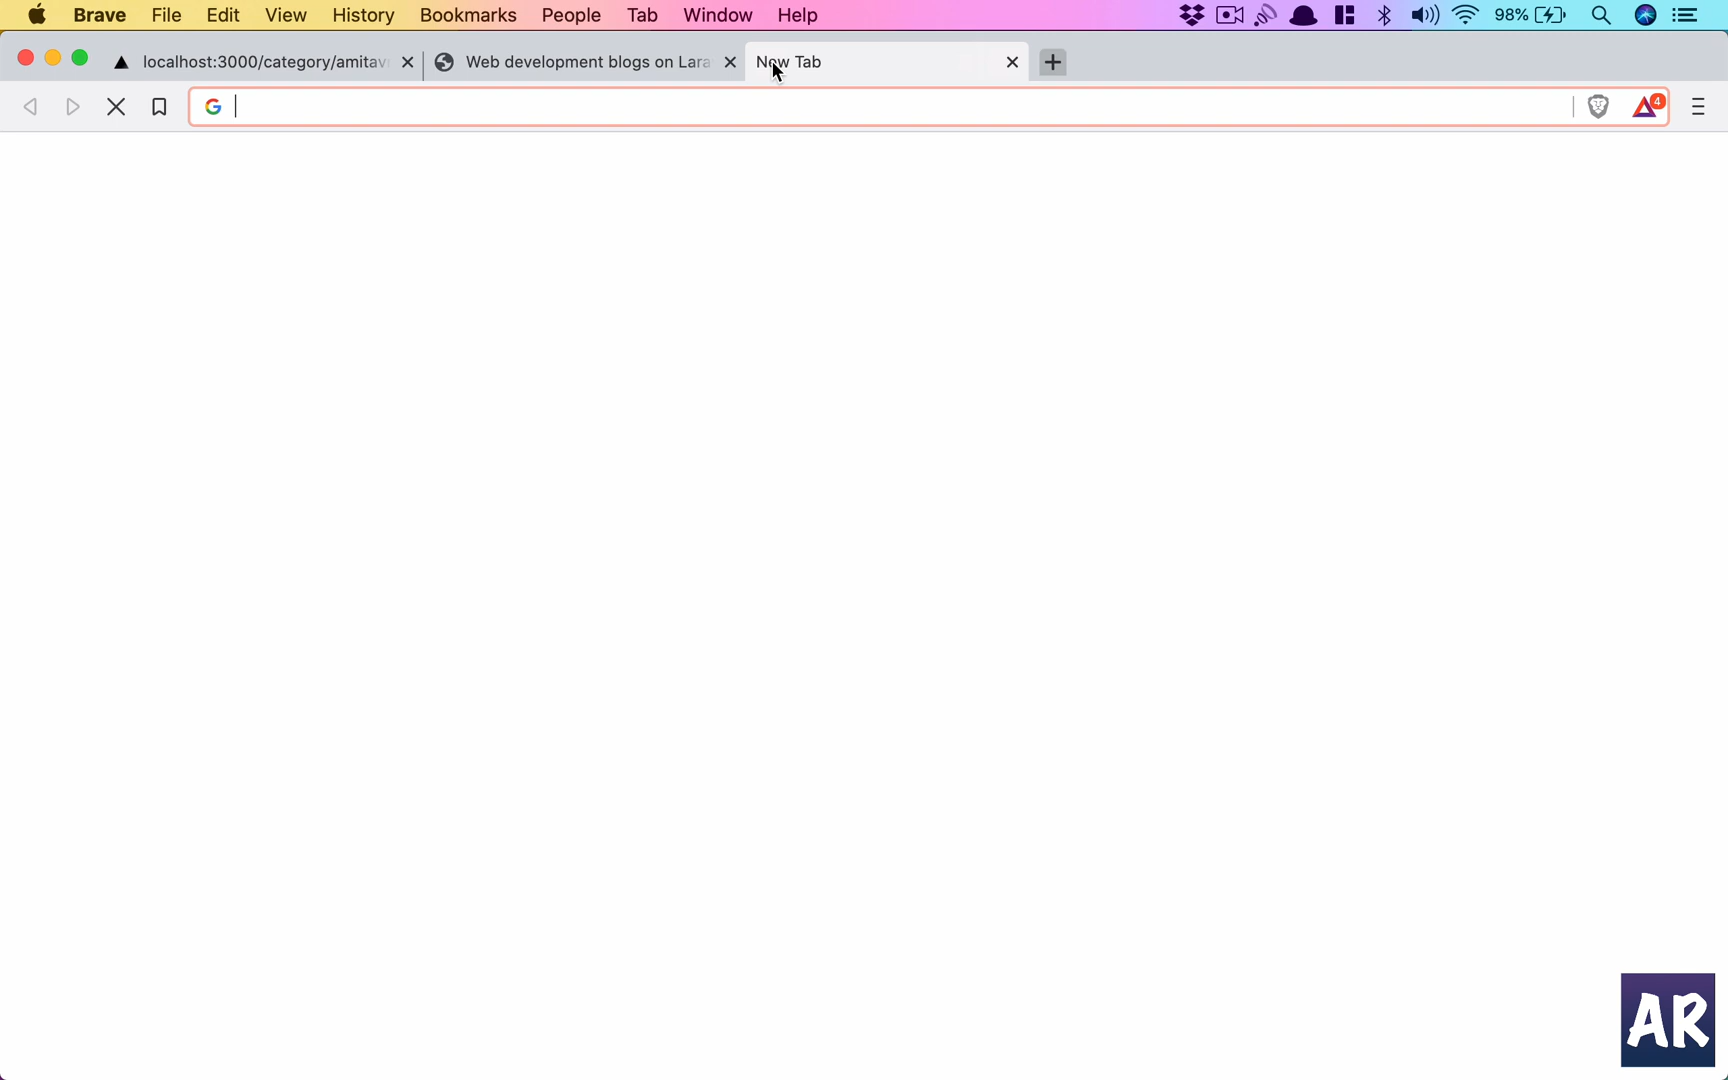 Brave File Edit View History Bookmarks People Tab Window Help 98%
localhost:3000/category/amitav Web development blogs on Lara New Tab
4
AR